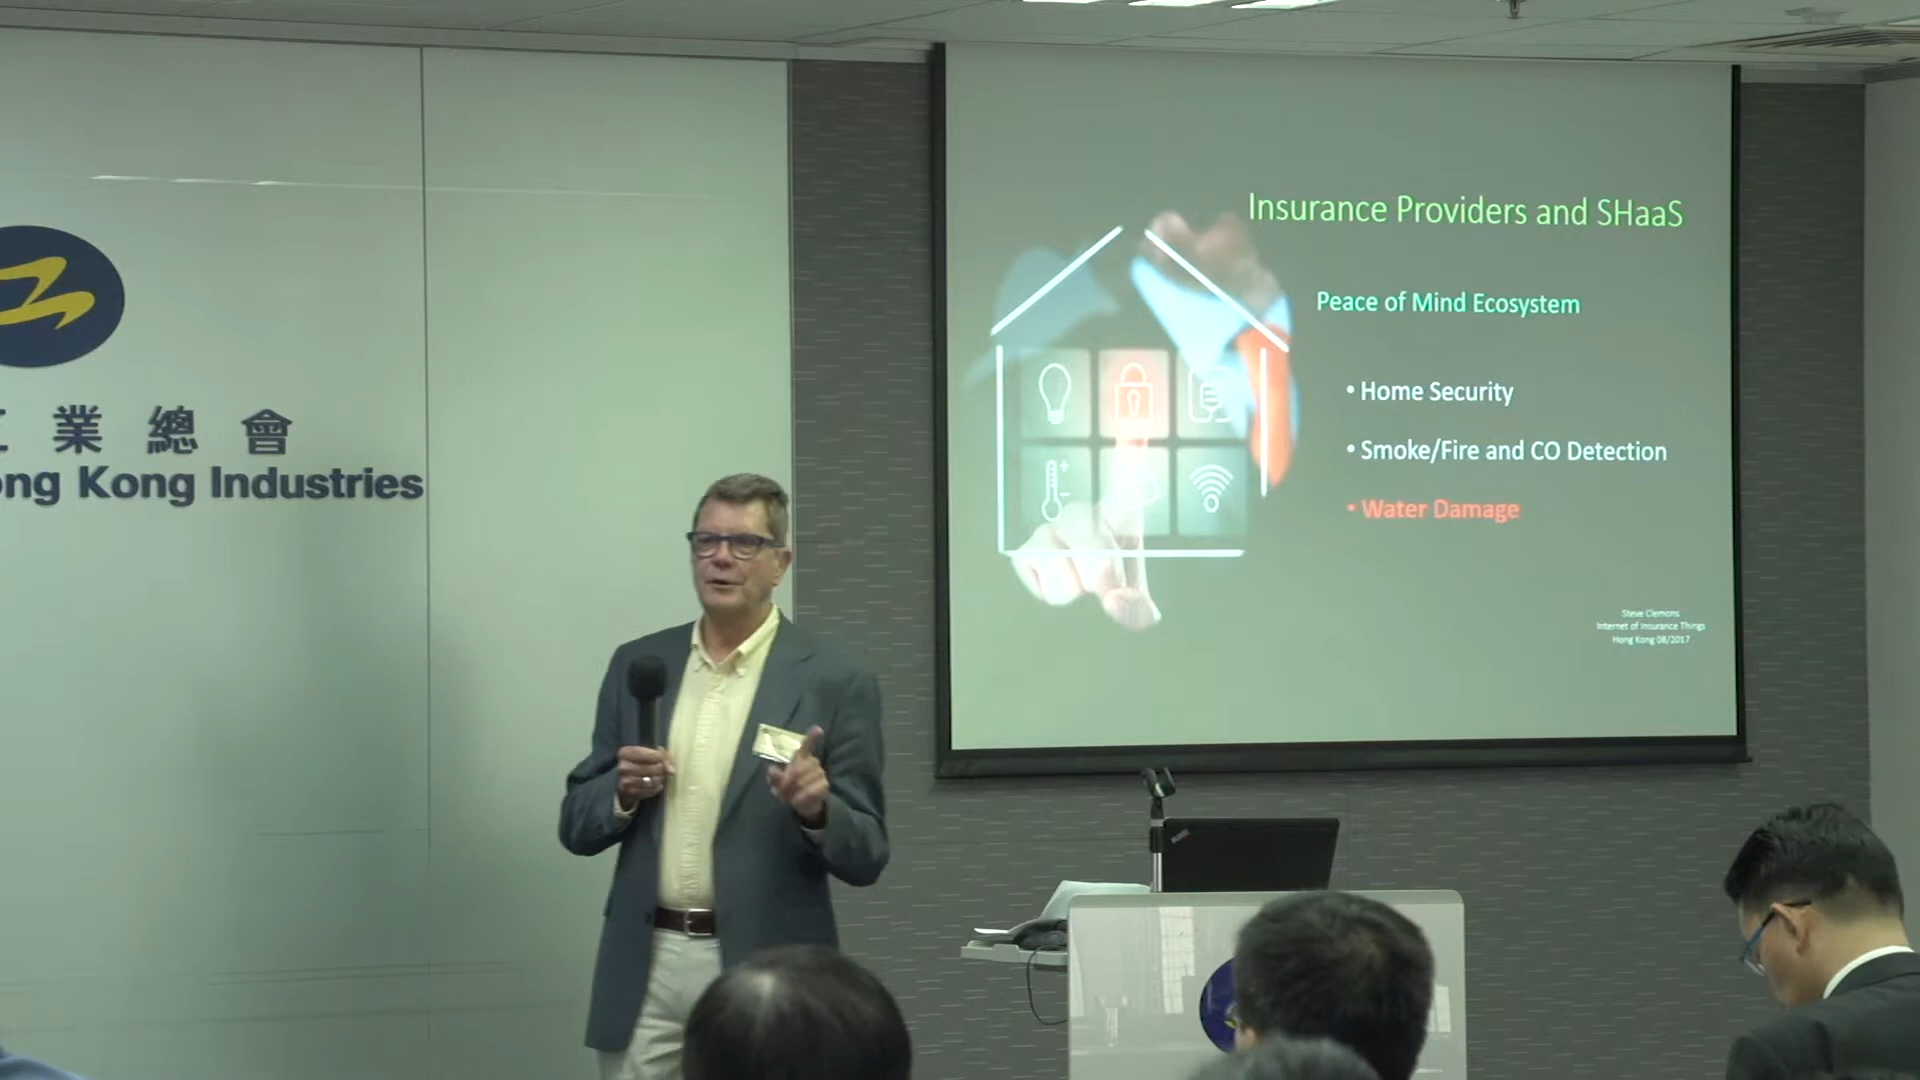 業總會
ong Kong Industries
Insurance Providers and SHaaS
Peace of Mind Ecosystem
• Home Security
• Smoke/Fire and CO Detection
• Water Damage
Steve Clemons
Internet of Insurance Things
Hong Kong 08/2017